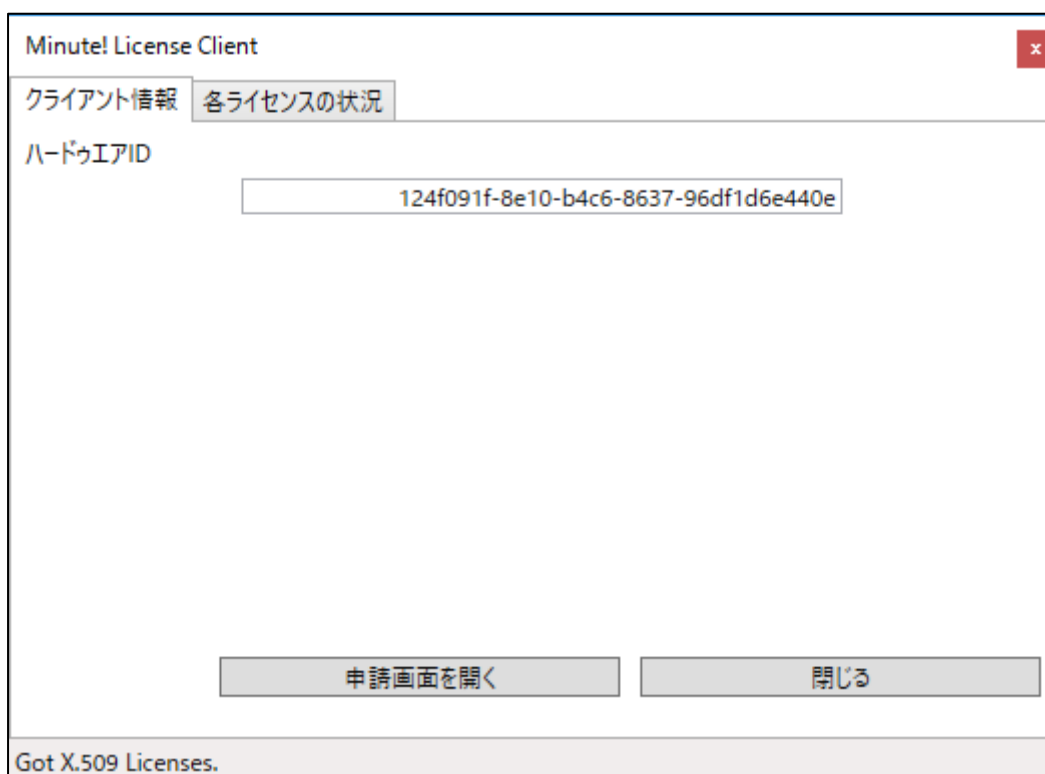 Minute! License Client
x
クライアント情報 各ライセンスの状況
ハードゥエアID
124f091f-8e10-b4c6-8637-96df1d6e440e
申請画面を開く 閉じる
Got X.509 Licenses.